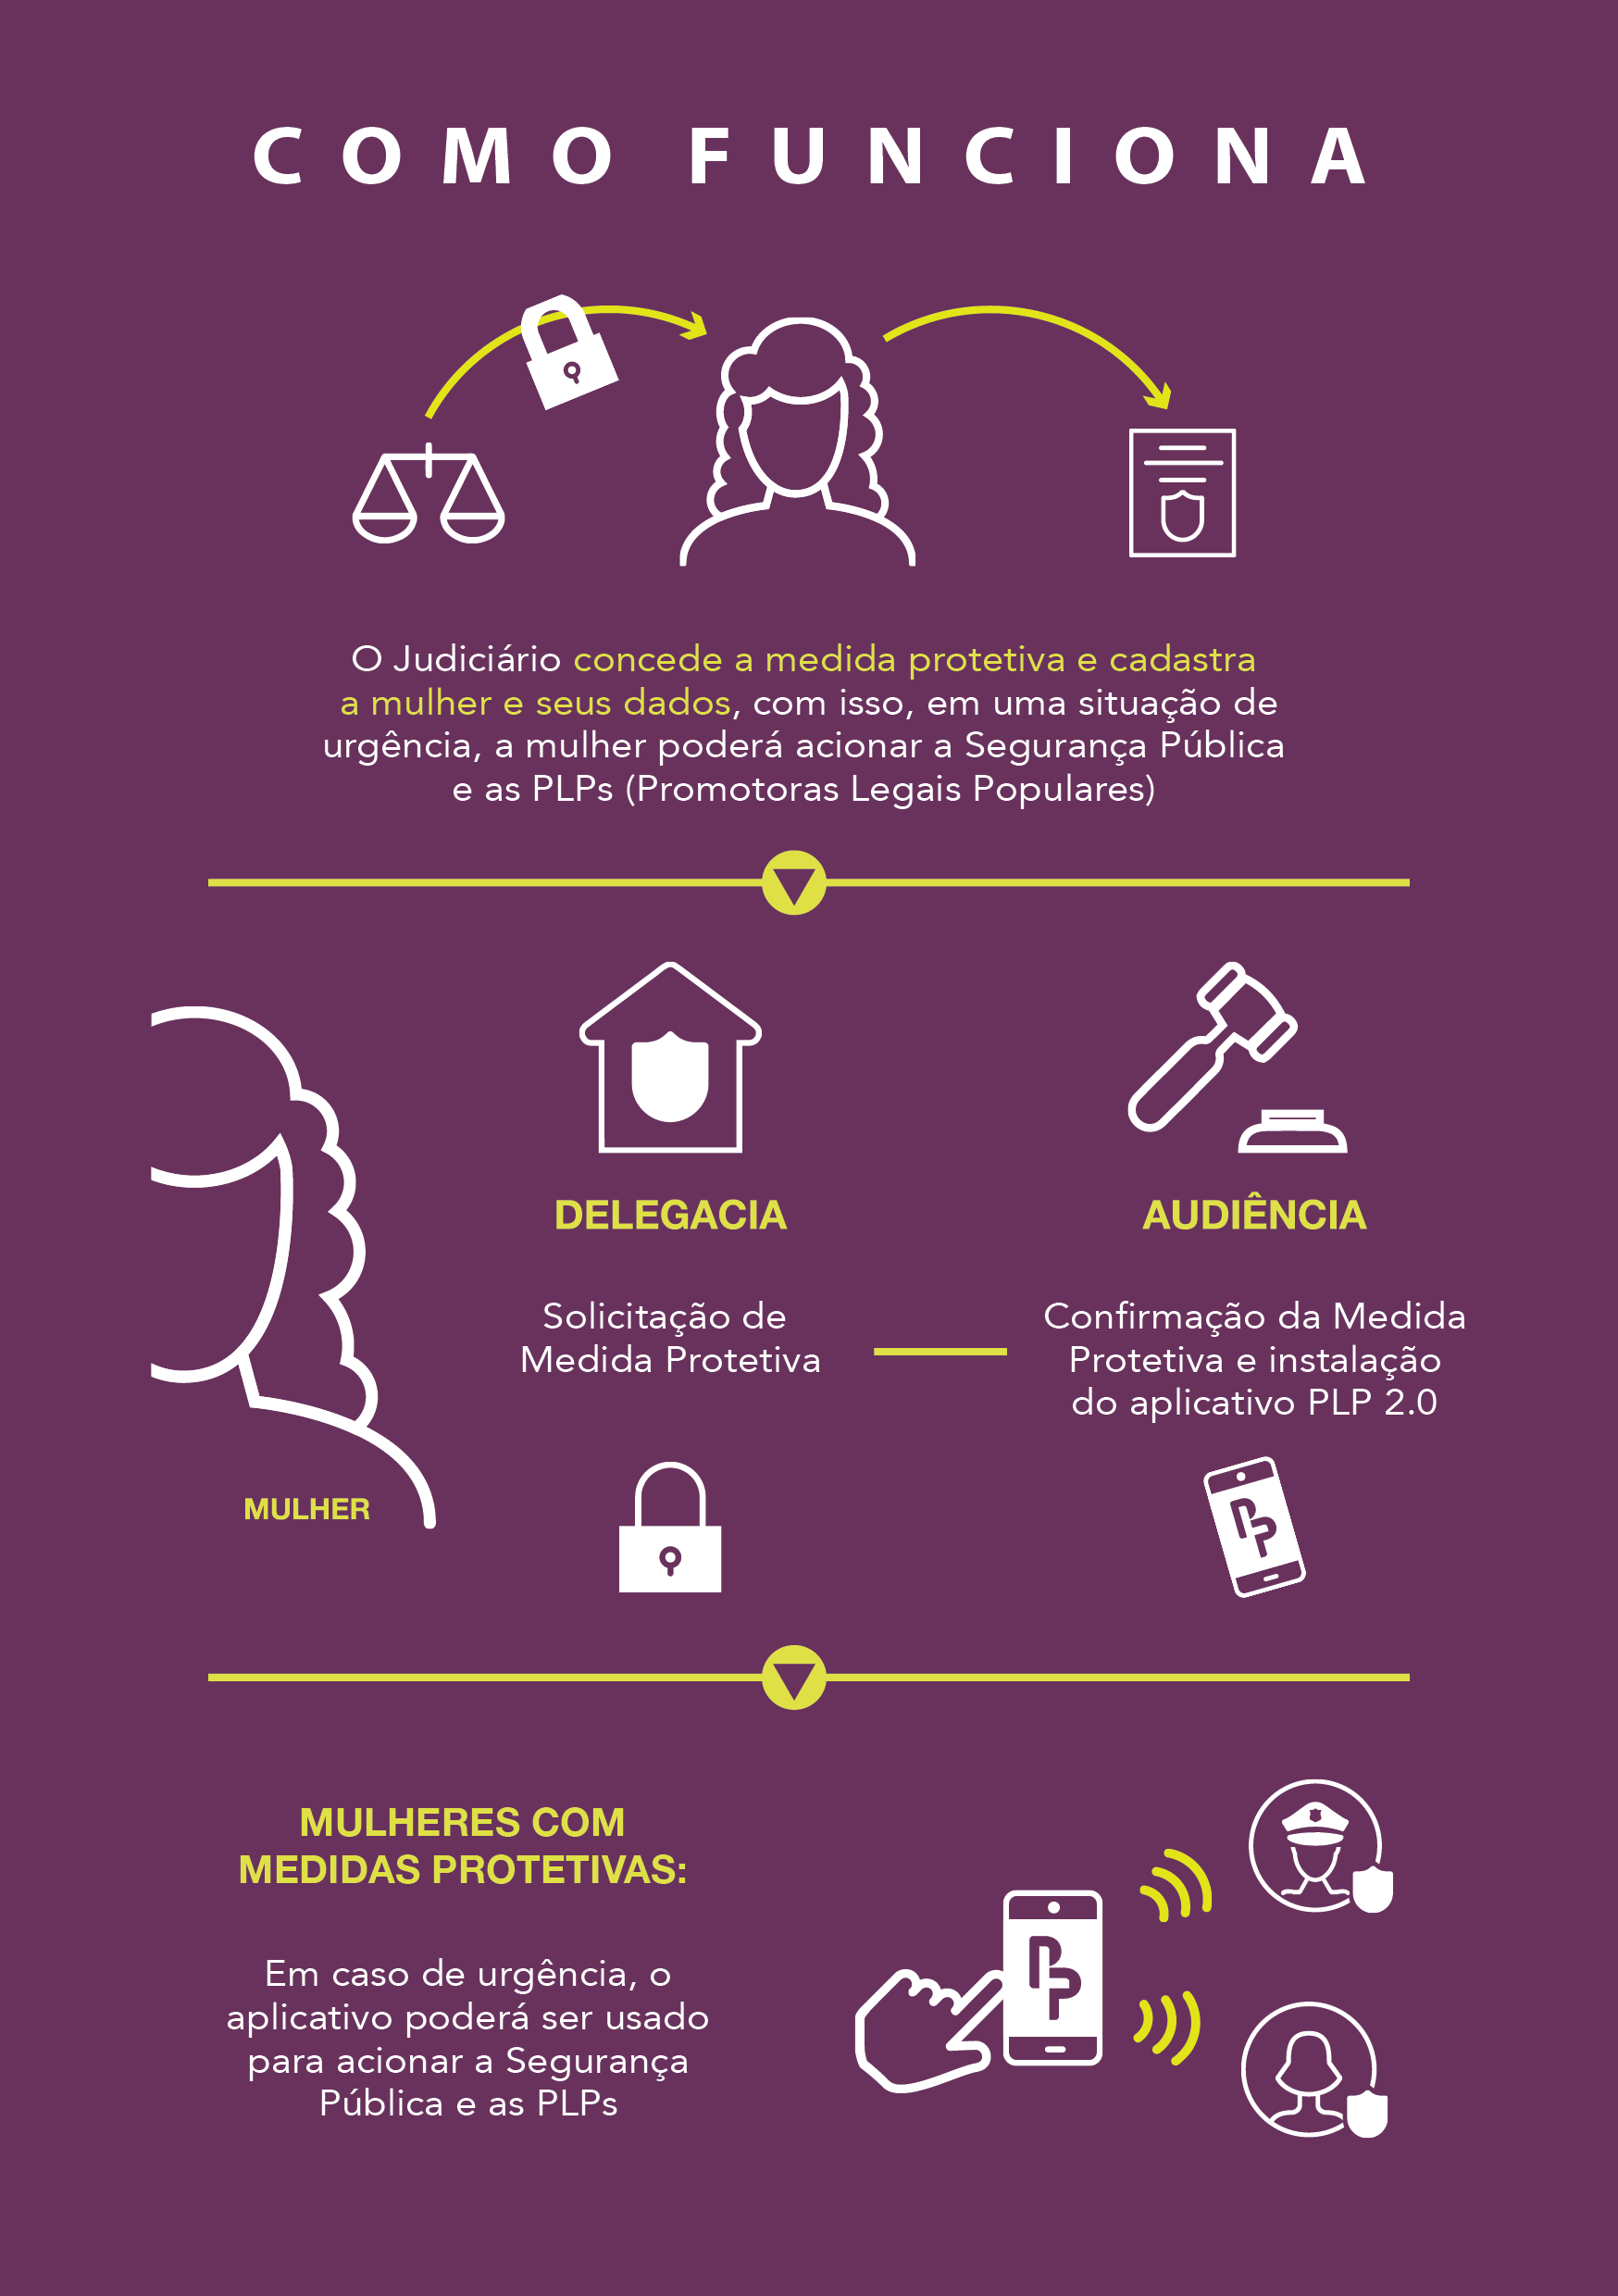 COMO FUNCIONA
O Judiciário concede a medida protetiva e cadastra
a mulher e seus dados, com isso, em uma situação de
urgência, a mulher poderá acionar a Segurança Pública
e as PLPs (Promotoras Legais Populares)
DELEGACIA
Solicitação de
Medida Protetiva
AUDIÊNCIA
Confirmação da Medida
Protetiva e instalação
do aplicativo PLP 2.0
MULHER
MULHERES COM
MEDIDAS PROTETIVAS:
Em caso de urgência, o
aplicativo poderá ser usado
para acionar a Segurança
Pública e as PLPs